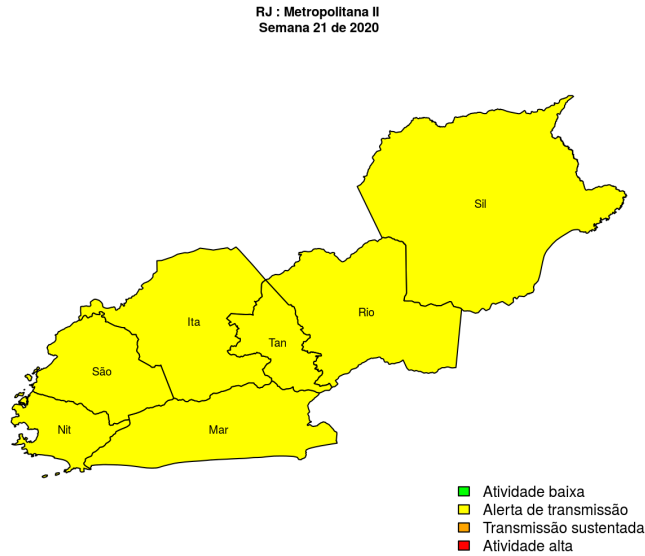 RJ : Metropolitana II
Semana 21 de 2020
Sil
Rio
Ita
Tan
São
Nit
Mar
Atividade baixa
Alerta de transmissão
Transmissão sustentada
Atividade alta